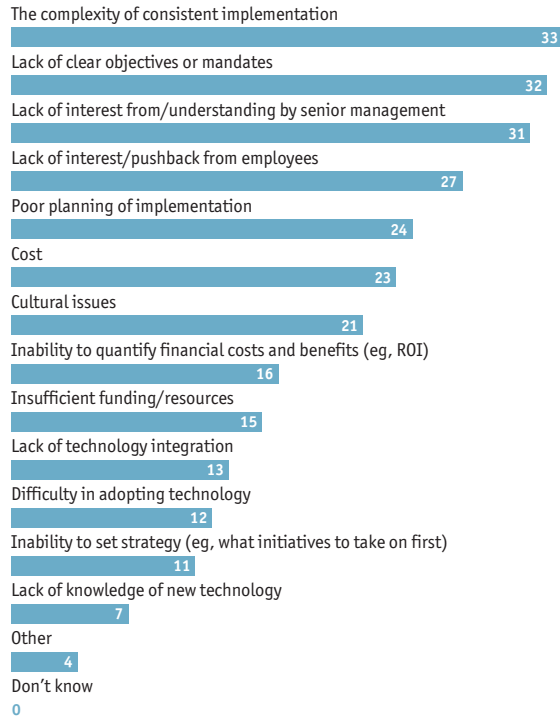 The complexity of consistent implementation
33
Lack of clear objectives or mandates
32
Lack of interest from/understanding by senior management
31
Lack of interest/pushback from employees
27
Poor planning of implementation
24
Cost
23
Cultural issues
21
Inability to quantify financial costs and benefits (eg, ROI)
16
Insufficient funding/resources
15
Lack of technology integration
13
Difficulty in adopting technology
12
Inability to set strategy (eg, what initiatives to take on first)
11
Lack of knowledge of new technology
7
Other
4
Don't know
0